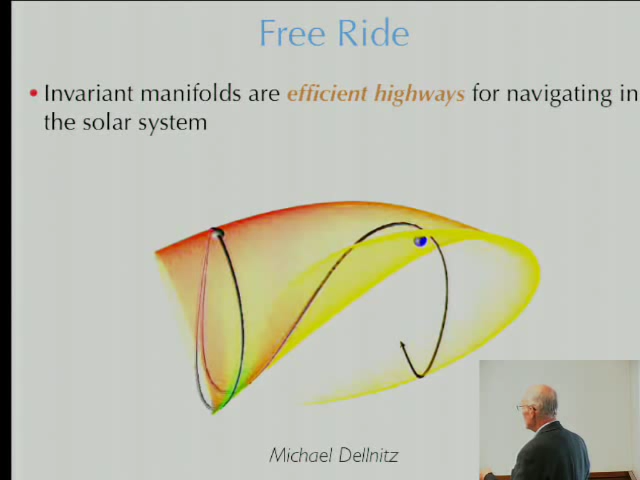 Free Ride
• Invariant manifolds are efficient highways for navigating in
the solar system
Michael Dellnitz